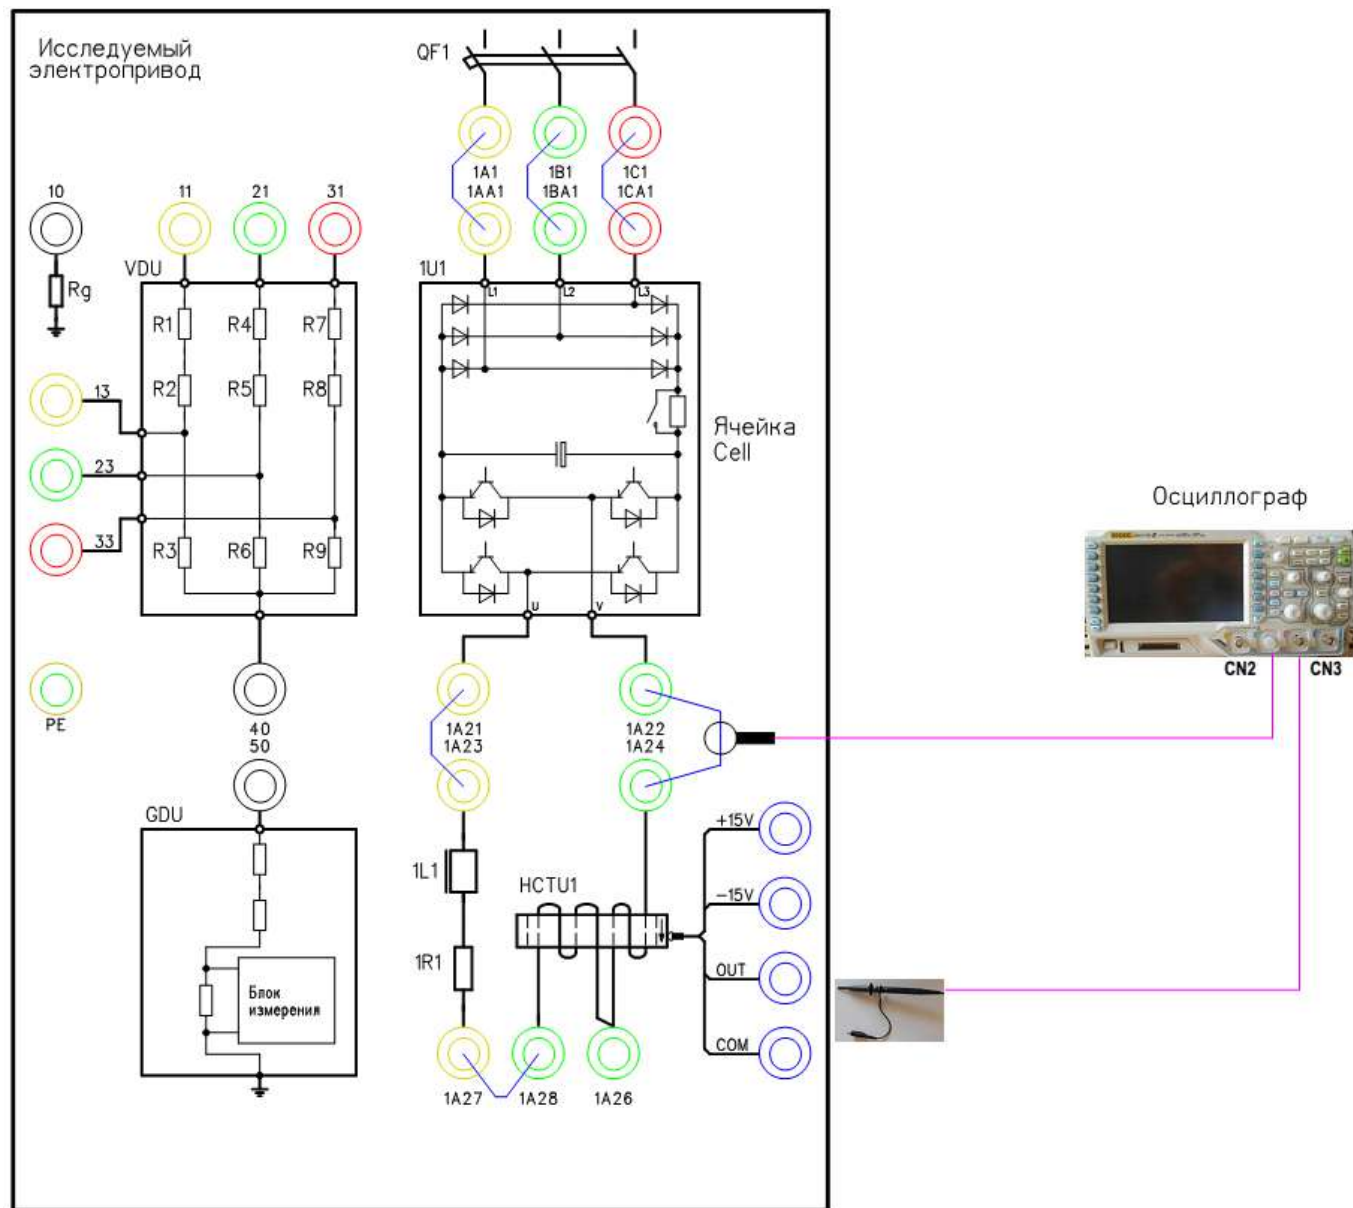 Исследуемый
электропривод
QF1
1A1
1AA1
1B1
1BA1
1C1
1CA1
10
11
21
31
Rg
VDU
R1
R4
R7
R2
R5
R8
R3
R6
R9
13
23
33
PE
40
50
GDU
Блок
измерения
1U1
L1
L2
L3
Ячейка
Cell
U
V
1A21
1A23
1A22
1A24
1L1
1R1
HCTU1
+15V
-15V
OUT
COM
1A27
1A28
1A26
Осциллограф
CN2
CN3